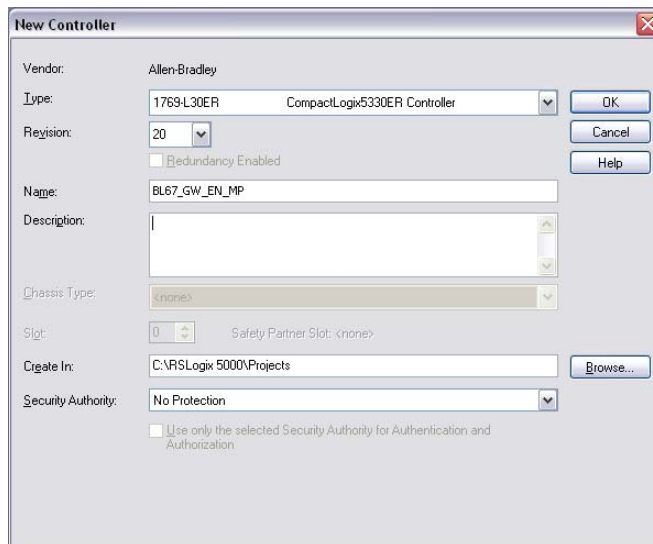 New Controller
Vendor: Allen-Bradley
Type: 1769-L30ER CompactLogix5330ER Controller OK
Revision: 20 Cancel
Redundancy Enabled Help
Name: BL67_GW_EN_MP
Description:
Chassis Type: <none>
Slot: 0 Safety Partner Slot: <none>
Create In: C:\RSLogix 5000\Projects Browse...
Security Authority: No Protection
Use only the selected Security Authority for Authentication and
Authorization